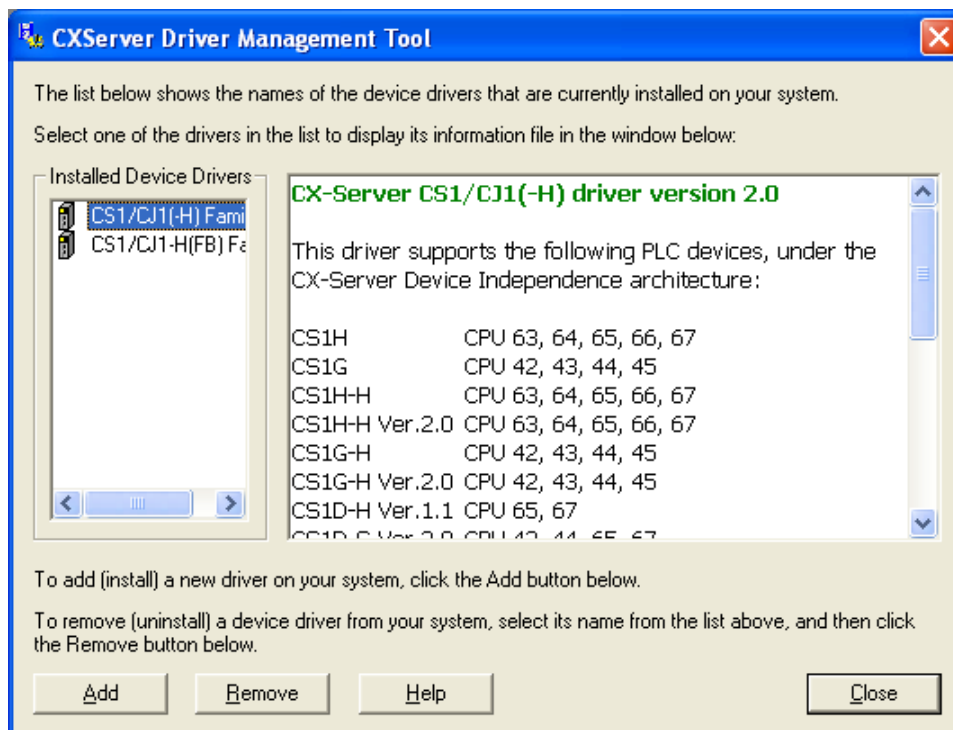 CXServer Driver Management Tool
The list below shows the names of the device drivers that are currently installed on your system.
Select one of the drivers in the list to display its information file in the window below:
Installed Device Drivers
CS1/CJ1(-H) Fami
CS1/CJ1-H(FB) Fa
CX-Server CS1/CJ1(-H) driver version 2.0
This driver supports the following PLC devices, under the
CX-Server Device Independence architecture:
CS1H CPU 63, 64, 65, 66, 67
CS1G CPU 42, 43, 44, 45
CS1H-H CPU 63, 64, 65, 66, 67
CS1H-H Ver.2.0 CPU 63, 64, 65, 66, 67
CS1G-H CPU 42, 43, 44, 45
CS1G-H Ver.2.0 CPU 42, 43, 44, 45
CS1D-H Ver.1.1 CPU 65, 67
To add (install) a new driver on your system, click the Add button below.
To remove (uninstall) a device driver from your system, select its name from the list above, and then click
the Remove button below.
Add Remove Help Close